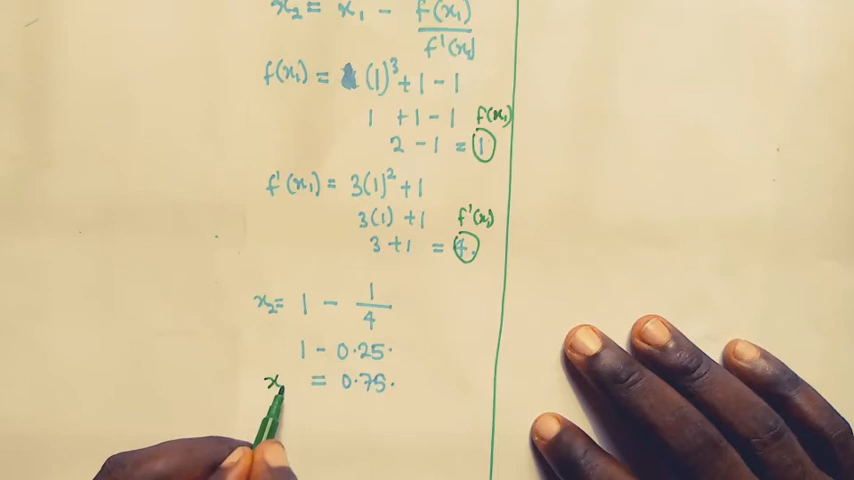 x₂ = x₁ - f(x₁)/f'(x₁)
f(x₁) = (1)³ + 1 - 1
1 + 1 - 1 f(x₁)
2 - 1 = 1
f'(x₁) = 3(1)² + 1
3(1) + 1 f'(x₁)
3 + 1 = 4.
x₂ = 1 - 1/4
1 - 0.25.
x = 0.75.